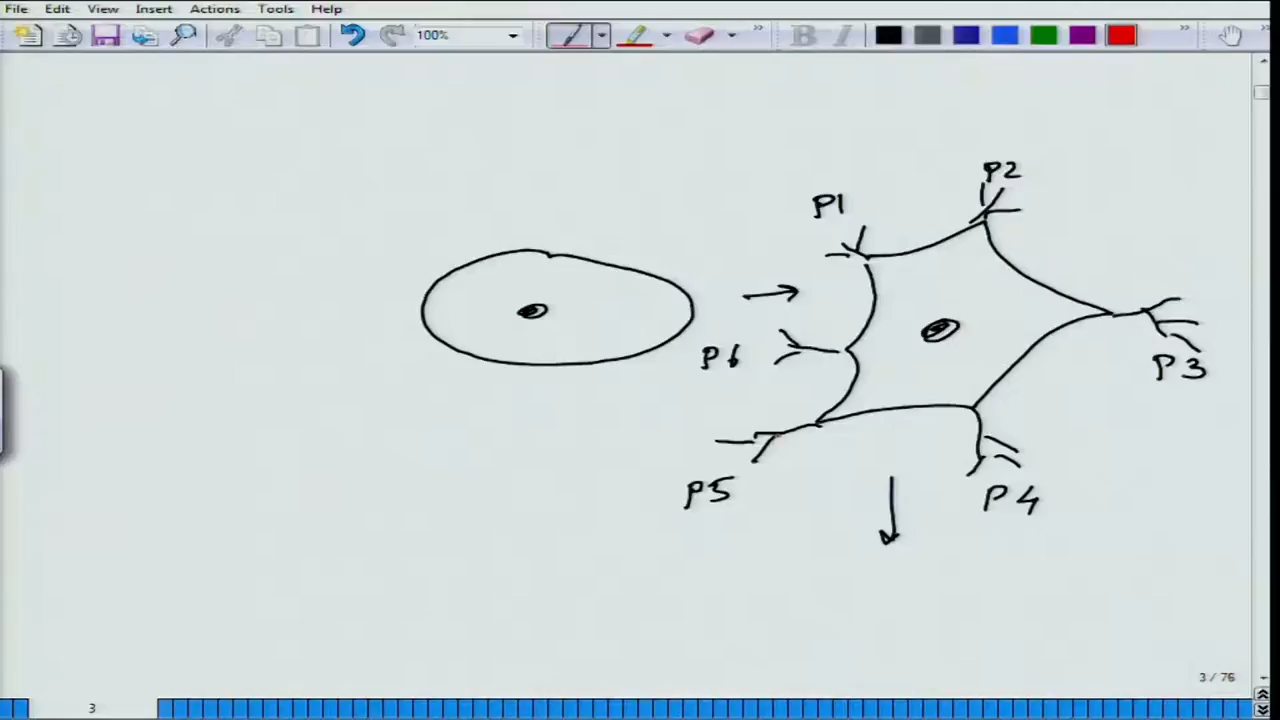 File Edit View Insert Actions Tools Help
100%
B I
P2
P1
P6
P3
P5
P4
3 / 76
3